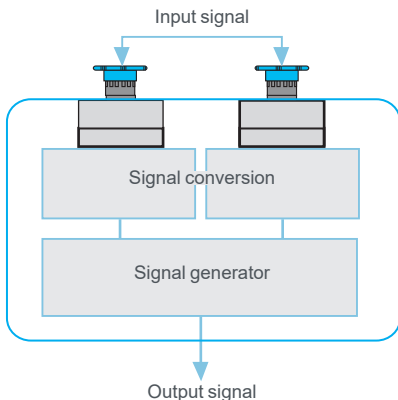 Input signal
Signal conversion
Signal generator
Output signal